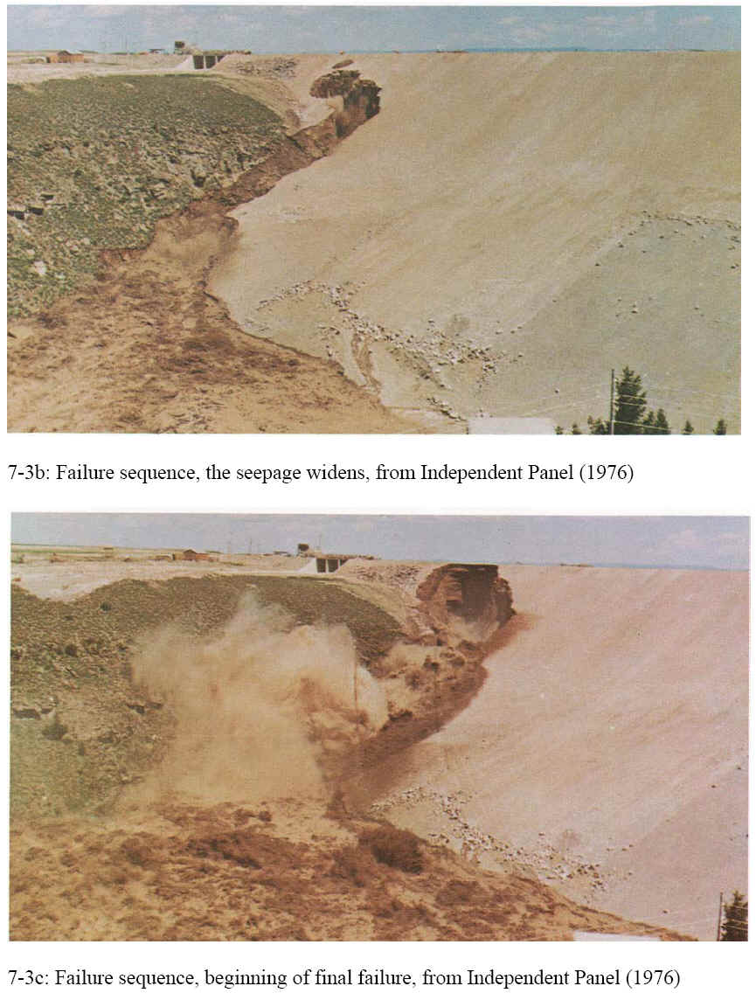 7-3b: Failure sequence, the seepage widens, from Independent Panel (1976)
7-3c: Failure sequence, beginning of final failure, from Independent Panel (1976)